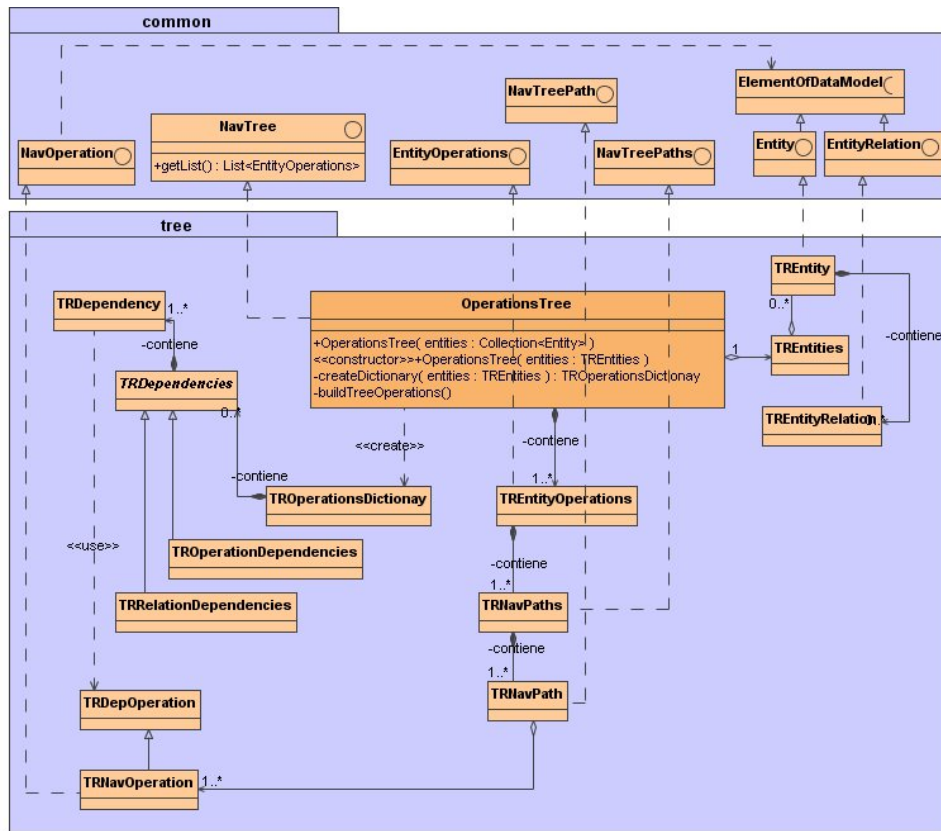 common
NavTreePath
ElementOfDataModel
NavTree
NavOperation
+getList() : List<EntityOperations>
EntityOperations
NavTreePaths
Entity
EntityRelation
tree
TREntity
TRDependency
1..*
0..*
OperationsTree
-contiene
+OperationsTree( entities : Collection<Entity> )
<<constructor>>+OperationsTree( entities : TREntities )
-createDictionary( entities : TREntities ) : TROperationsDictionay
-buildTreeOperations()
1
TREntities
-contiene
TRDependencies
0..*
TREntityRelation
0..*
<<create>>
-contiene
-contiene
1..*
TROperationsDictionay
TREntityOperations
<<use>>
TROperationDependencies
-contiene
1..*
TRRelationDependencies
TRNavPaths
-contiene
1..*
TRNavPath
TRDepOperation
TRNavOperation
1..*